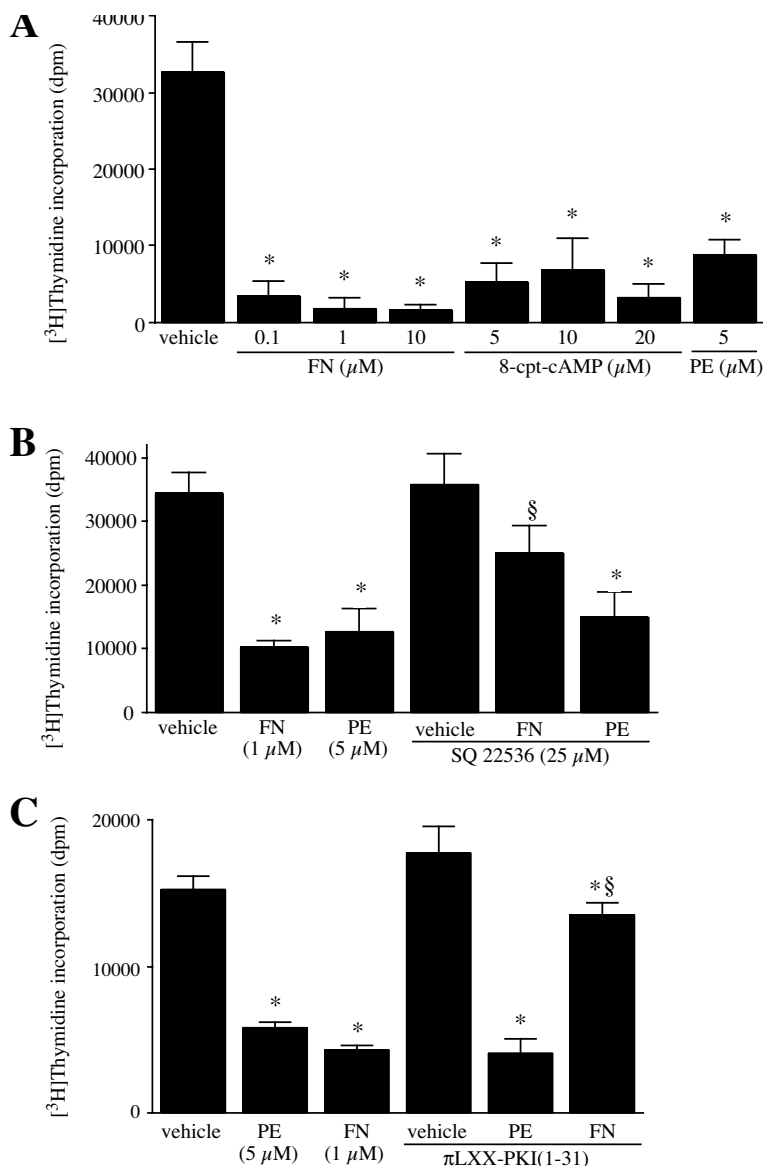 A
[³H]Thymidine incorporation (dpm)
40000
30000
20000
10000
0
* * * * * * *
vehicle 0.1 1 10 5 10 20 5
FN (µM) 8-cpt-cAMP (µM) PE (µM)
B
[³H]Thymidine incorporation (dpm)
40000
30000
20000
10000
0
* * § *
vehicle FN PE vehicle FN PE
(1 µM) (5 µM) SQ 22536 (25 µM)
C
[³H]Thymidine incorporation (dpm)
20000
10000
0
* * * *§
vehicle PE FN vehicle PE FN
(5 µM) (1 µM) πLXX-PKI(1-31)